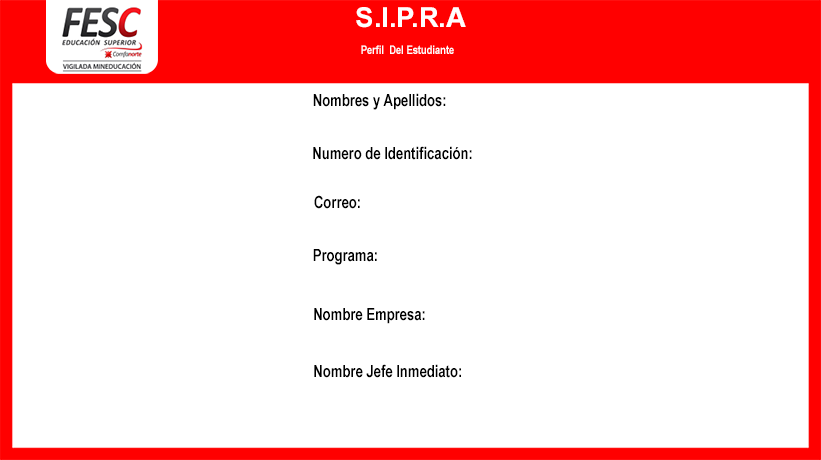 FESC
EDUCACIÓN SUPERIOR
Comfanorte
VIGILADA MINEDUCACIÓN
S.I.P.R.A
Perfil Del Estudiante
Nombres y Apellidos:
Numero de Identificación:
Correo:
Programa:
Nombre Empresa:
Nombre Jefe Inmediato: